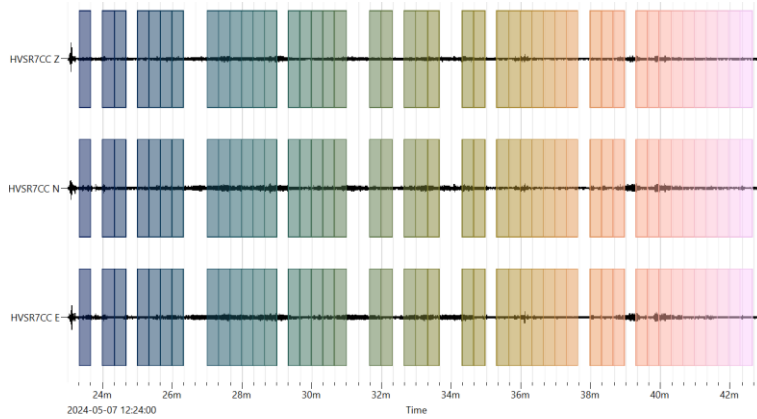 HVSR7CC Z
HVSR7CC N
HVSR7CC E
24m 26m 28m 30m 32m 34m 36m 38m 40m 42m
2024-05-07 12:24:00 Time